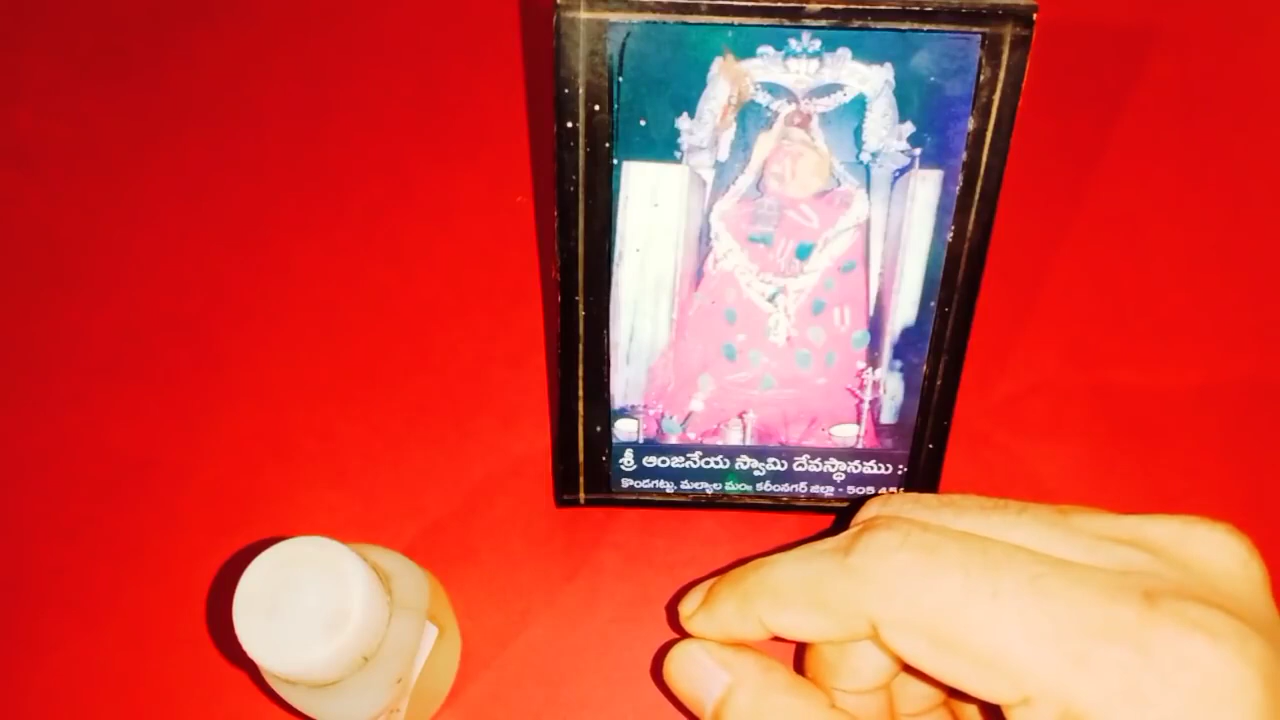 శ్రీ ఆంజనేయ స్వామి దేవస్థానము :-
కొండగట్టు, మల్యాల మం॥ కరీంనగర్ జిల్లా - 505